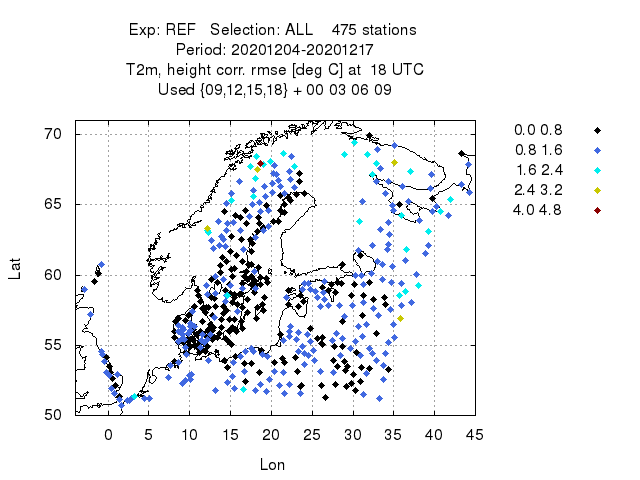 Exp: REF Selection: ALL 475 stations
Period: 20201204-20201217
T2m, height corr. rmse [deg C] at 18 UTC
Used {09,12,15,18} + 00 03 06 09
0.0 0.8
0.8 1.6
1.6 2.4
2.4 3.2
4.0 4.8
70
65
60
55
50
Lat
0 5 10 15 20 25 30 35 40 45
Lon